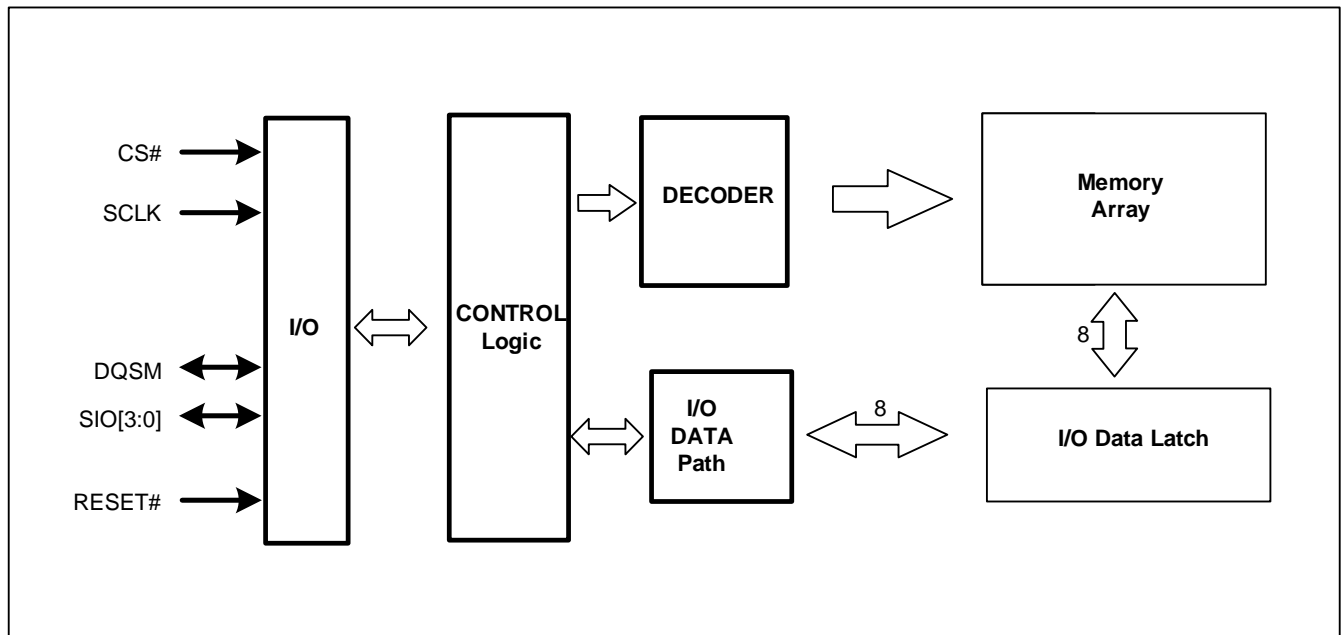 CS#
SCLK
DQSM
SIO[3:0]
RESET#
I/O
CONTROL
Logic
DECODER
I/O
DATA
Path
8
Memory
Array
8
I/O Data Latch